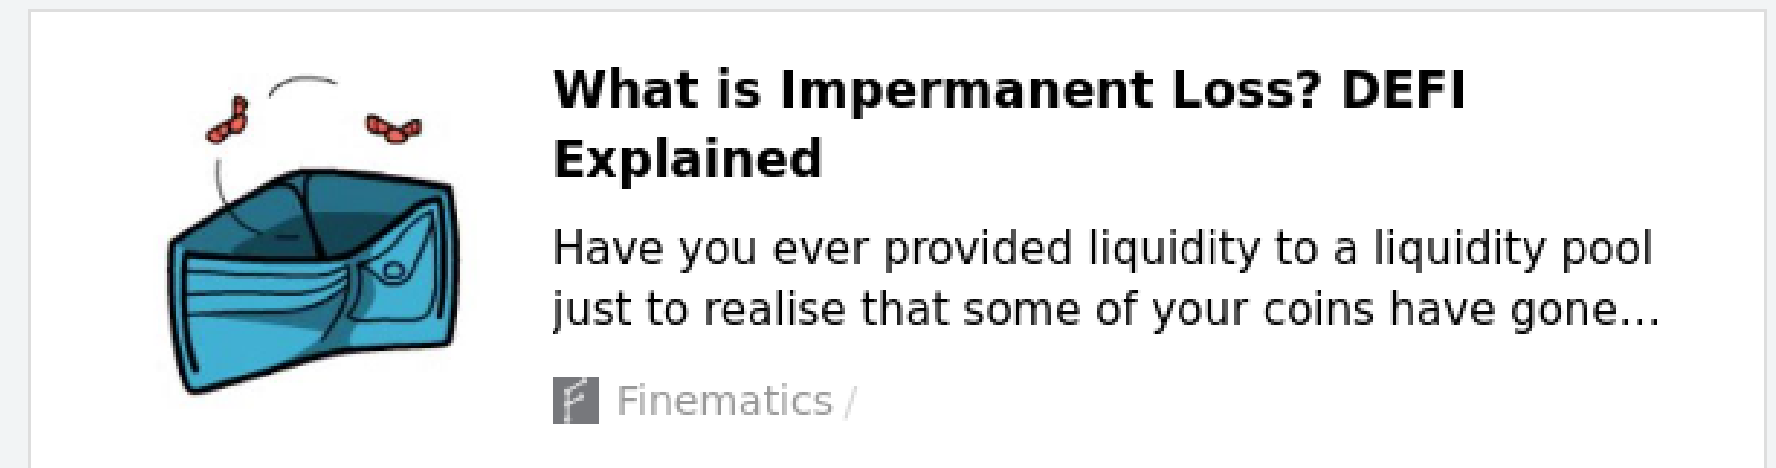 What is Impermanent Loss? DEFI
Explained
Have you ever provided liquidity to a liquidity pool
just to realise that some of your coins have gone...
Finematics /